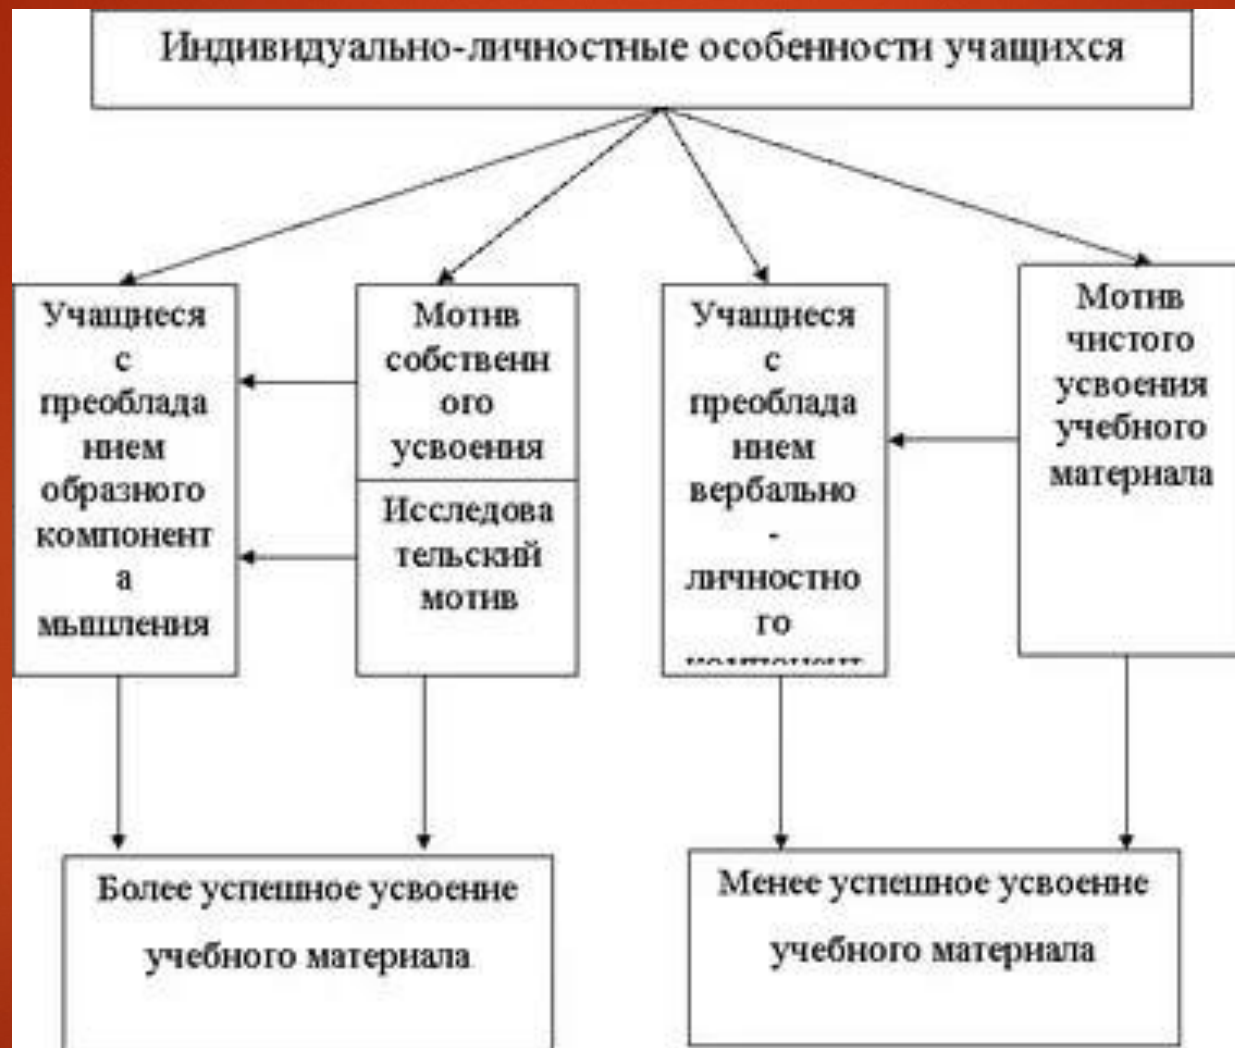 Индивидуально-личностные особенности учащихся
Учащиеся
с
преоблада
нием
образного
компонент
а
мышления
Мотив
собственн
ого
усвоения
Исследова
тельский
мотив
Учащиеся
с
преоблада
нием
вербально
-
личностно
го
компонент
Мотив
чистого
усвоения
учебного
материала
Более успешное усвоение
учебного материала
Менее успешное усвоение
учебного материала